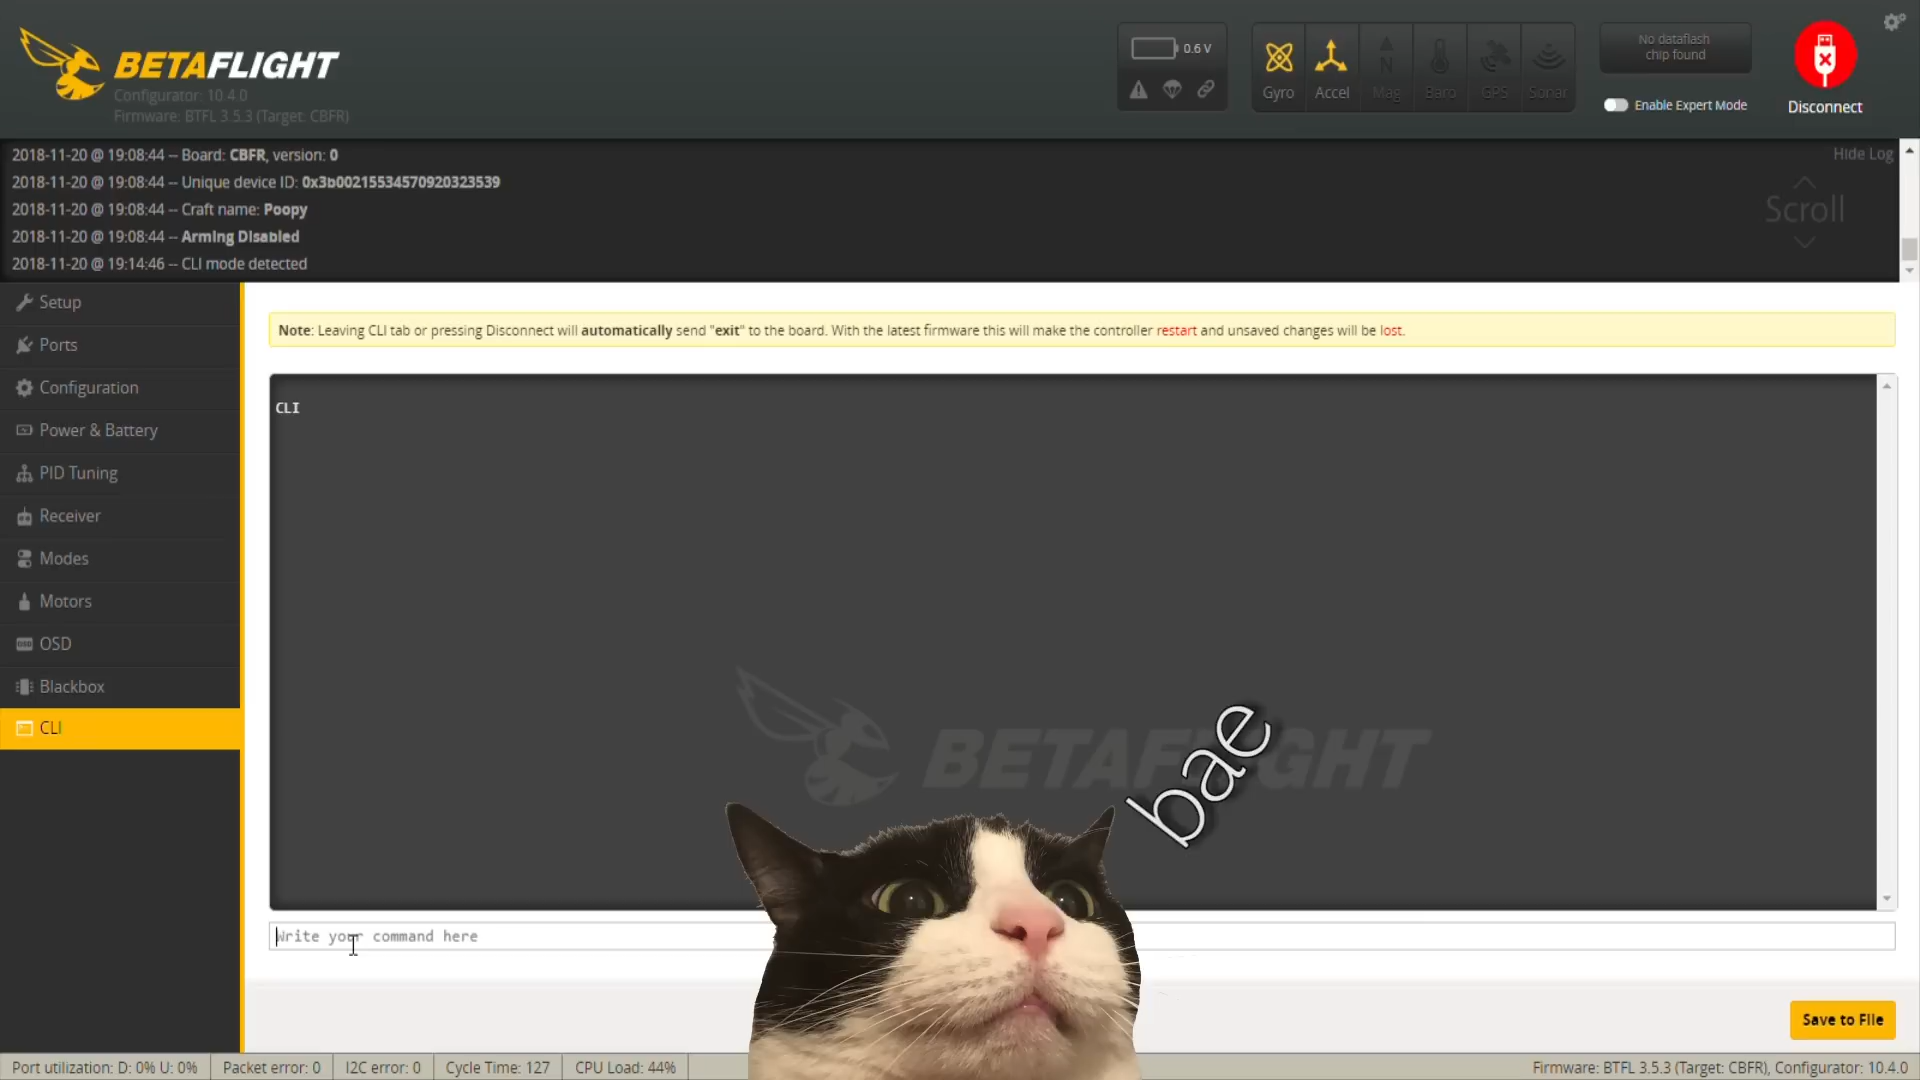 BETAFLIGHT
Configurator: 10.4.0
Firmware: BTFL 3.5.3 (Target: CBFR)
0.6 V
Gyro
Accel
Mag
Baro
GPS
Sonar
No dataflash
chip found
Enable Expert Mode
Disconnect
2018-11-20 @ 19:08:44 -- Board: CBFR, version: 0
2018-11-20 @ 19:08:44 -- Unique device ID: 0x3b00215534570920323539
2018-11-20 @ 19:08:44 -- Craft name: Poopy
2018-11-20 @ 19:08:44 -- Arming Disabled
2018-11-20 @ 19:14:46 -- CLI mode detected
Hide Log
Scroll
Setup
Ports
Configuration
Power & Battery
PID Tuning
Receiver
Modes
Motors
OSD
Blackbox
CLI
Note: Leaving CLI tab or pressing Disconnect will automatically send "exit" to the board. With the latest firmware this will make the controller restart and unsaved changes will be lost.
CLI
BETAFLIGHT
bae
Write your command here
Save to File
Port utilization: D: 0% U: 0%
Packet error: 0
I2C error: 0
Cycle Time: 127
CPU Load: 44%
Firmware: BTFL 3.5.3 (Target: CBFR), Configurator: 10.4.0